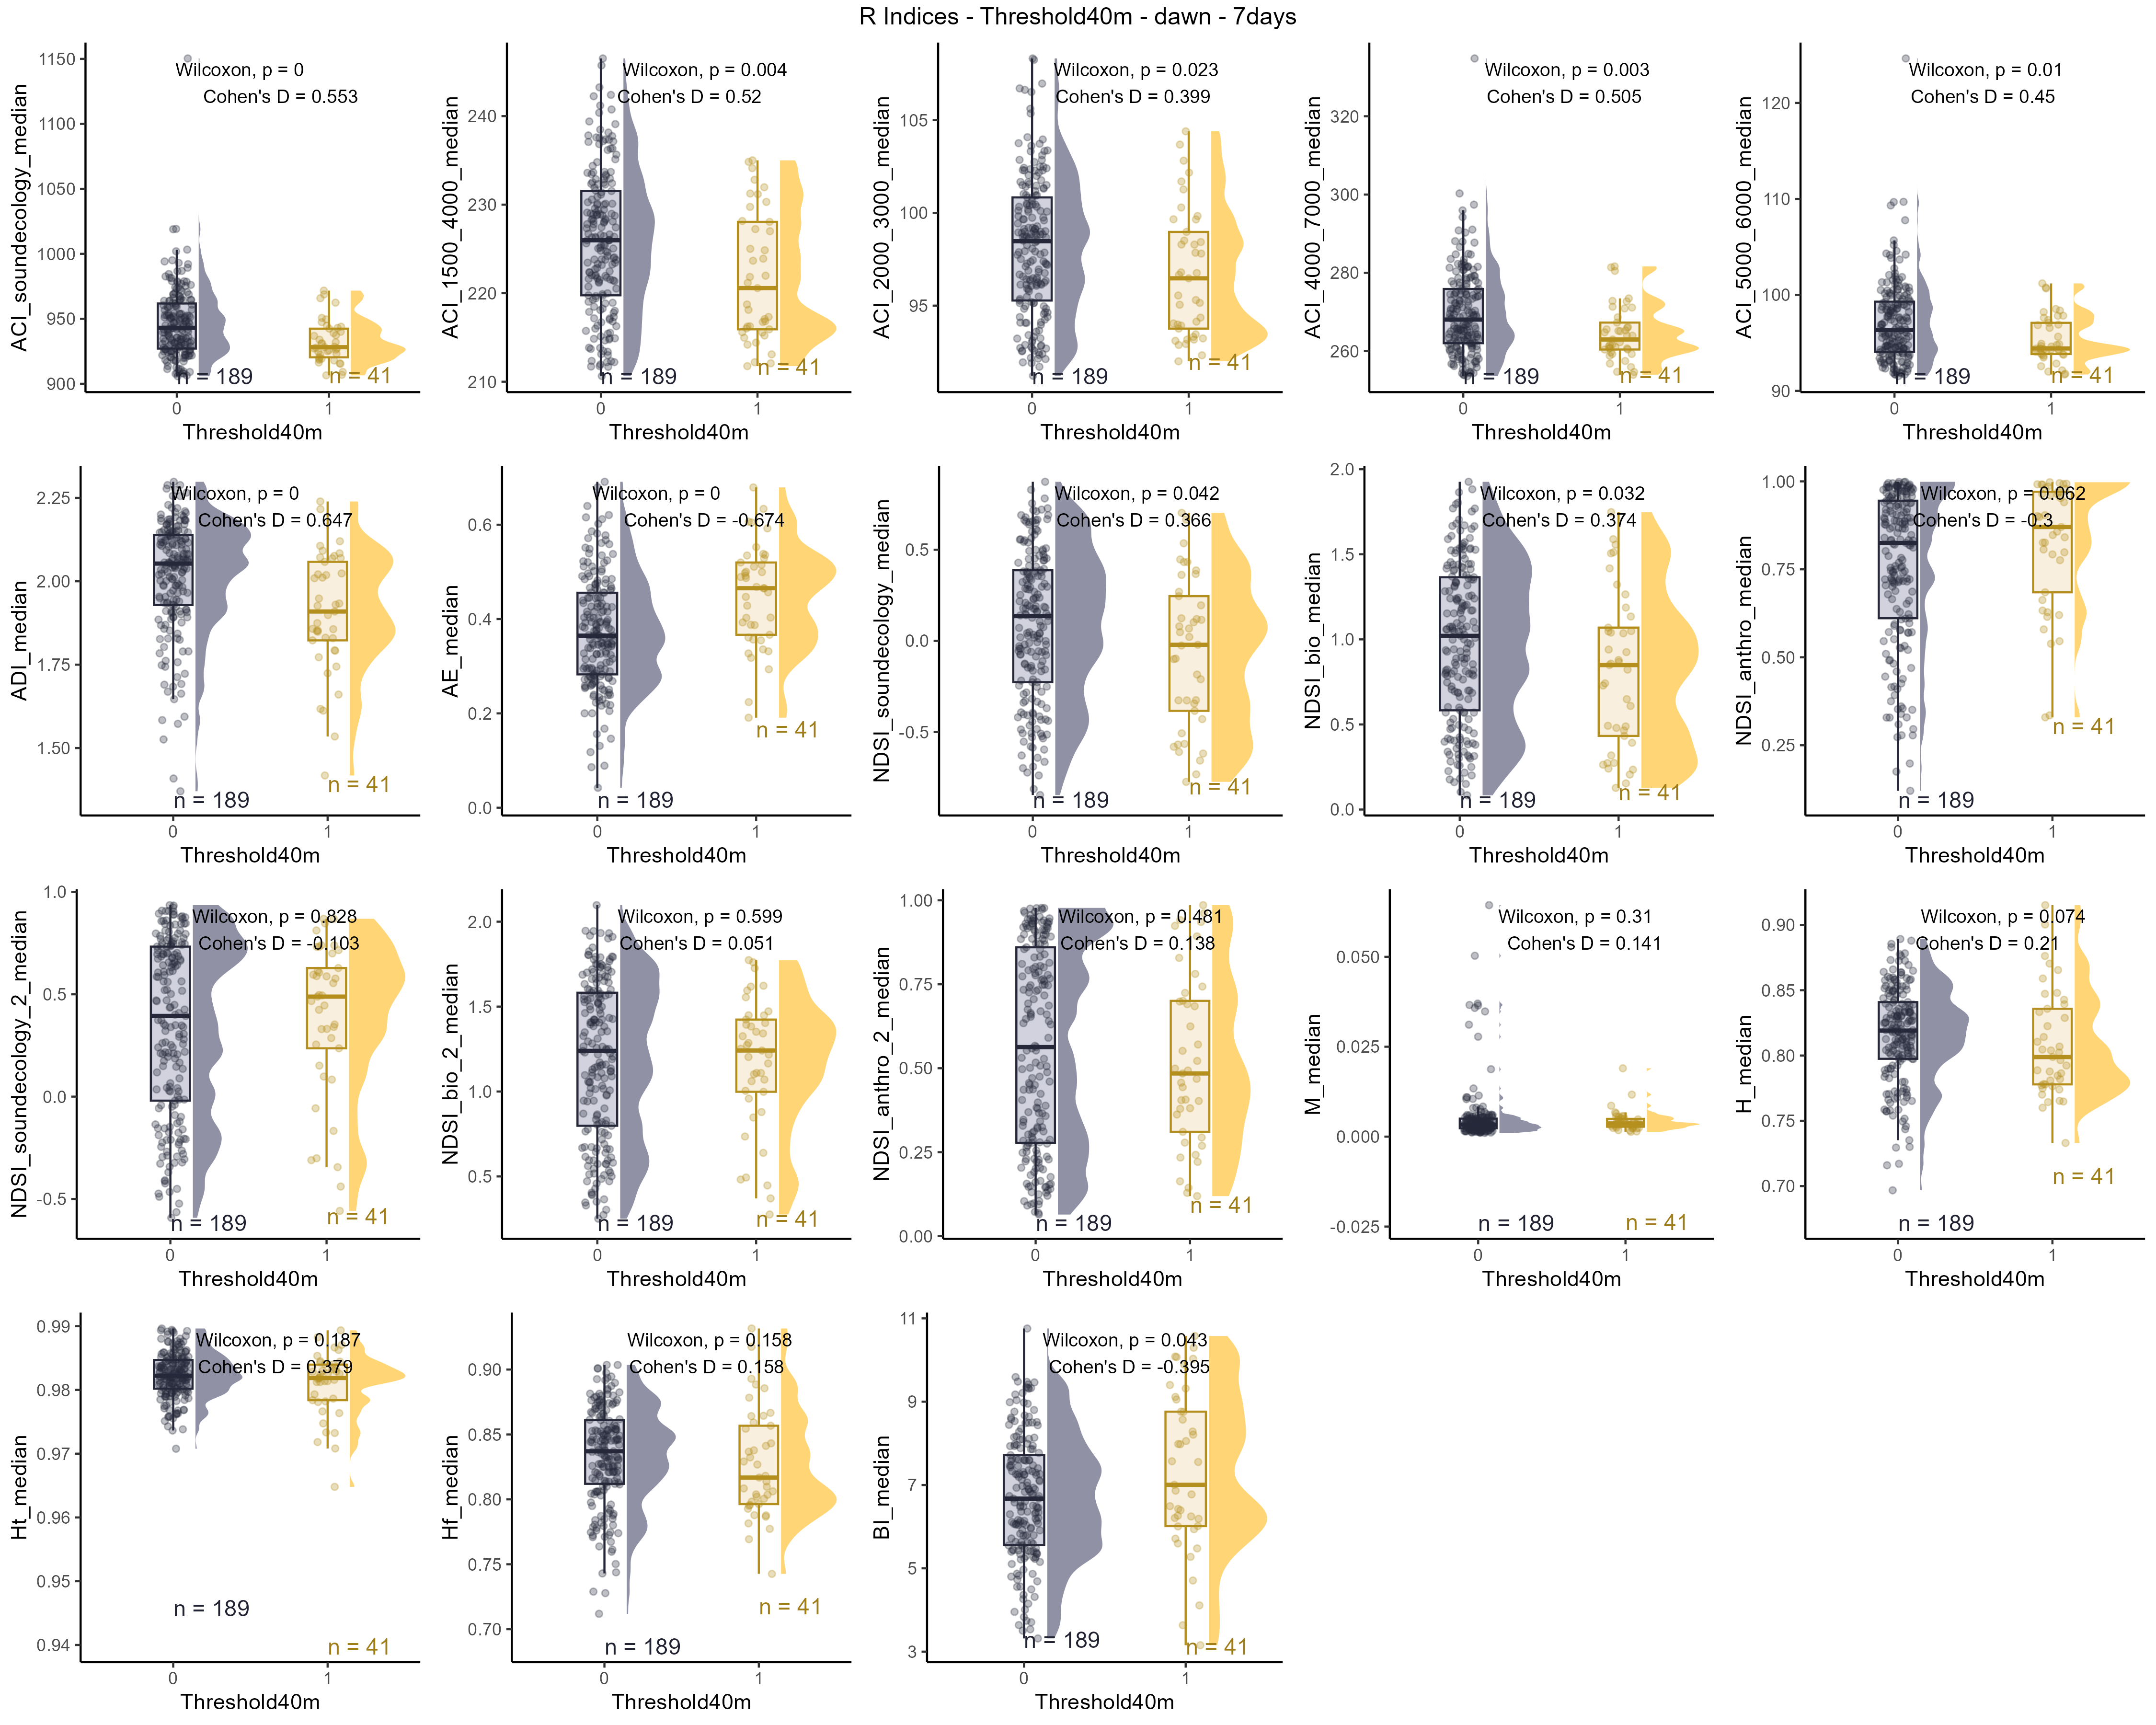 R Indices - Threshold40m - dawn - 7days
ACI_soundecology_median
1150
1100
1050
1000
950
900
Wilcoxon, p = 0
Cohen's D = 0.553
n = 189
n = 41
0
1
Threshold40m
ACI_1500_4000_median
240
230
220
210
Wilcoxon, p = 0.004
Cohen's D = 0.52
n = 189
n = 41
0
1
Threshold40m
ACI_2000_3000_median
105
100
95
Wilcoxon, p = 0.023
Cohen's D = 0.399
n = 189
n = 41
0
1
Threshold40m
ACI_4000_7000_median
320
300
280
260
Wilcoxon, p = 0.003
Cohen's D = 0.505
n = 189
n = 41
0
1
Threshold40m
ACI_5000_6000_median
120
110
100
90
Wilcoxon, p = 0.01
Cohen's D = 0.45
n = 189
n = 41
0
1
Threshold40m
ADI_median
2.25
2.00
1.75
1.50
Wilcoxon, p = 0
Cohen's D = 0.647
n = 189
n = 41
0
1
Threshold40m
AE_median
0.6
0.4
0.2
0.0
Wilcoxon, p = 0
Cohen's D = -0.674
n = 189
n = 41
0
1
Threshold40m
NDSI_soundecology_median
0.5
0.0
-0.5
Wilcoxon, p = 0.042
Cohen's D = 0.366
n = 189
n = 41
0
1
Threshold40m
NDSI_bio_median
2.0
1.5
1.0
0.5
0.0
Wilcoxon, p = 0.032
Cohen's D = 0.374
n = 189
n = 41
0
1
Threshold40m
NDSI_anthro_median
1.00
0.75
0.50
0.25
Wilcoxon, p = 0.062
Cohen's D = -0.3
n = 189
n = 41
0
1
Threshold40m
NDSI_soundecology_2_median
1.0
0.5
0.0
-0.5
Wilcoxon, p = 0.828
Cohen's D = -0.103
n = 189
n = 41
0
1
Threshold40m
NDSI_bio_2_median
2.0
1.5
1.0
0.5
Wilcoxon, p = 0.599
Cohen's D = 0.051
n = 189
n = 41
0
1
Threshold40m
NDSI_anthro_2_median
1.00
0.75
0.50
0.25
0.00
Wilcoxon, p = 0.481
Cohen's D = 0.138
n = 189
n = 41
0
1
Threshold40m
M_median
0.050
0.025
0.000
-0.025
Wilcoxon, p = 0.31
Cohen's D = 0.141
n = 189
n = 41
0
1
Threshold40m
H_median
0.90
0.85
0.80
0.75
0.70
Wilcoxon, p = 0.074
Cohen's D = 0.21
n = 189
n = 41
0
1
Threshold40m
Ht_median
0.99
0.98
0.97
0.96
0.95
0.94
Wilcoxon, p = 0.187
Cohen's D = 0.379
n = 189
n = 41
0
1
Threshold40m
Hf_median
0.90
0.85
0.80
0.75
0.70
Wilcoxon, p = 0.158
Cohen's D = 0.158
n = 189
n = 41
0
1
Threshold40m
BI_median
11
9
7
5
3
Wilcoxon, p = 0.043
Cohen's D = -0.395
n = 189
n = 41
0
1
Threshold40m